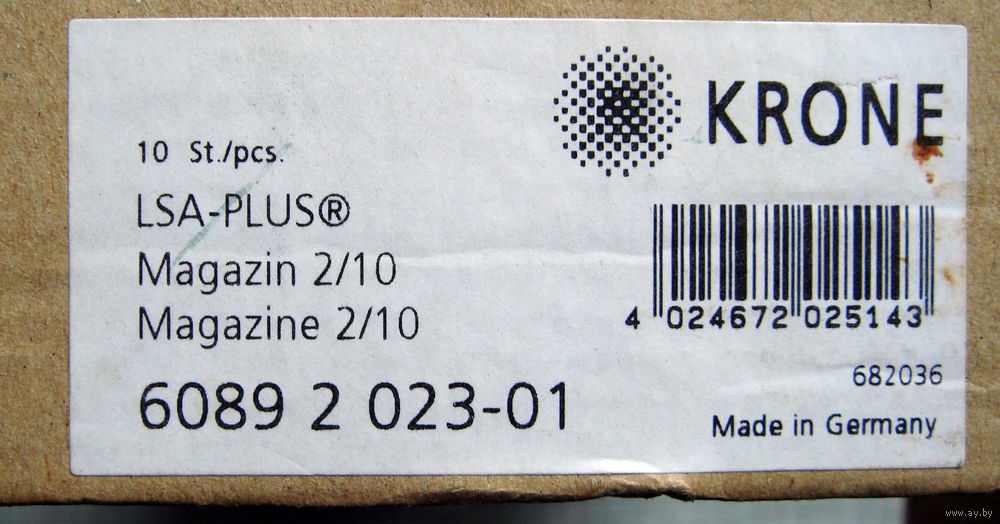 KRONE
10 St./pcs.
LSA-PLUS®
Magazin 2/10
Magazine 2/10
6089 2 023-01
4 024672 025143
682036
Made in Germany
www.ay.by